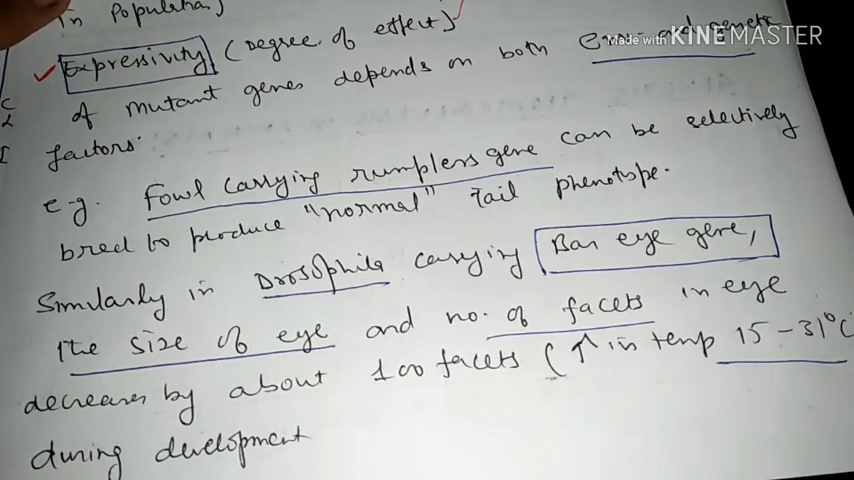 in Population)
Expressivity (Degree of effect)
Made with KINEMASTER
of mutant genes depends on both env. and genetic
factors.
e.g. Fowl carrying rumpless gene can be selectively
bred to produce "normal" tail phenotype.
Similarly in Drosophila carrying Bar eye gene,
the size of eye and no. of facets in eye
decreases by about 100 facets (↑ in temp 15-31°C
during development